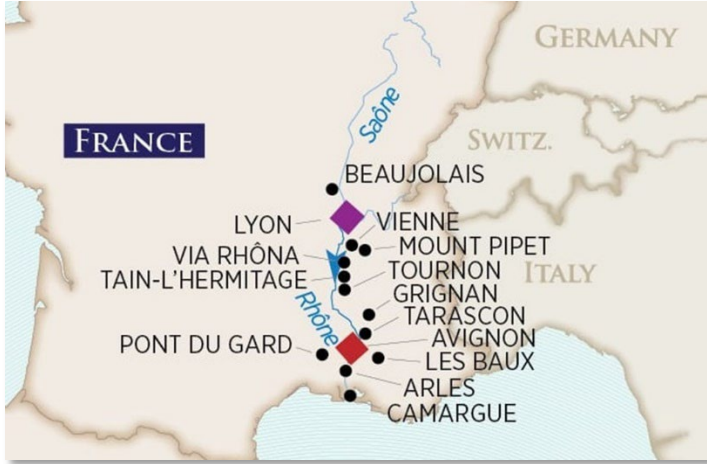 GERMANY
Saône
FRANCE
SWITZ.
BEAUJOLAIS
LYON
VIENNE
MOUNT PIPET
VIA RHÔNA
TOURNON
ITALY
TAIN-L'HERMITAGE
GRIGNAN
Rhône
TARASCON
AVIGNON
PONT DU GARD
LES BAUX
ARLES
CAMARGUE